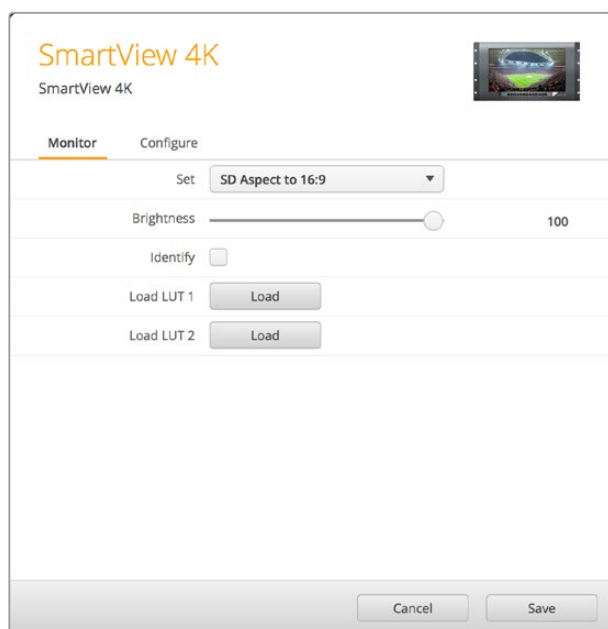 SmartView 4K
SmartView 4K
Monitor Configure
Set SD Aspect to 16:9
Brightness 100
Identify
Load LUT 1 Load
Load LUT 2 Load
Cancel Save